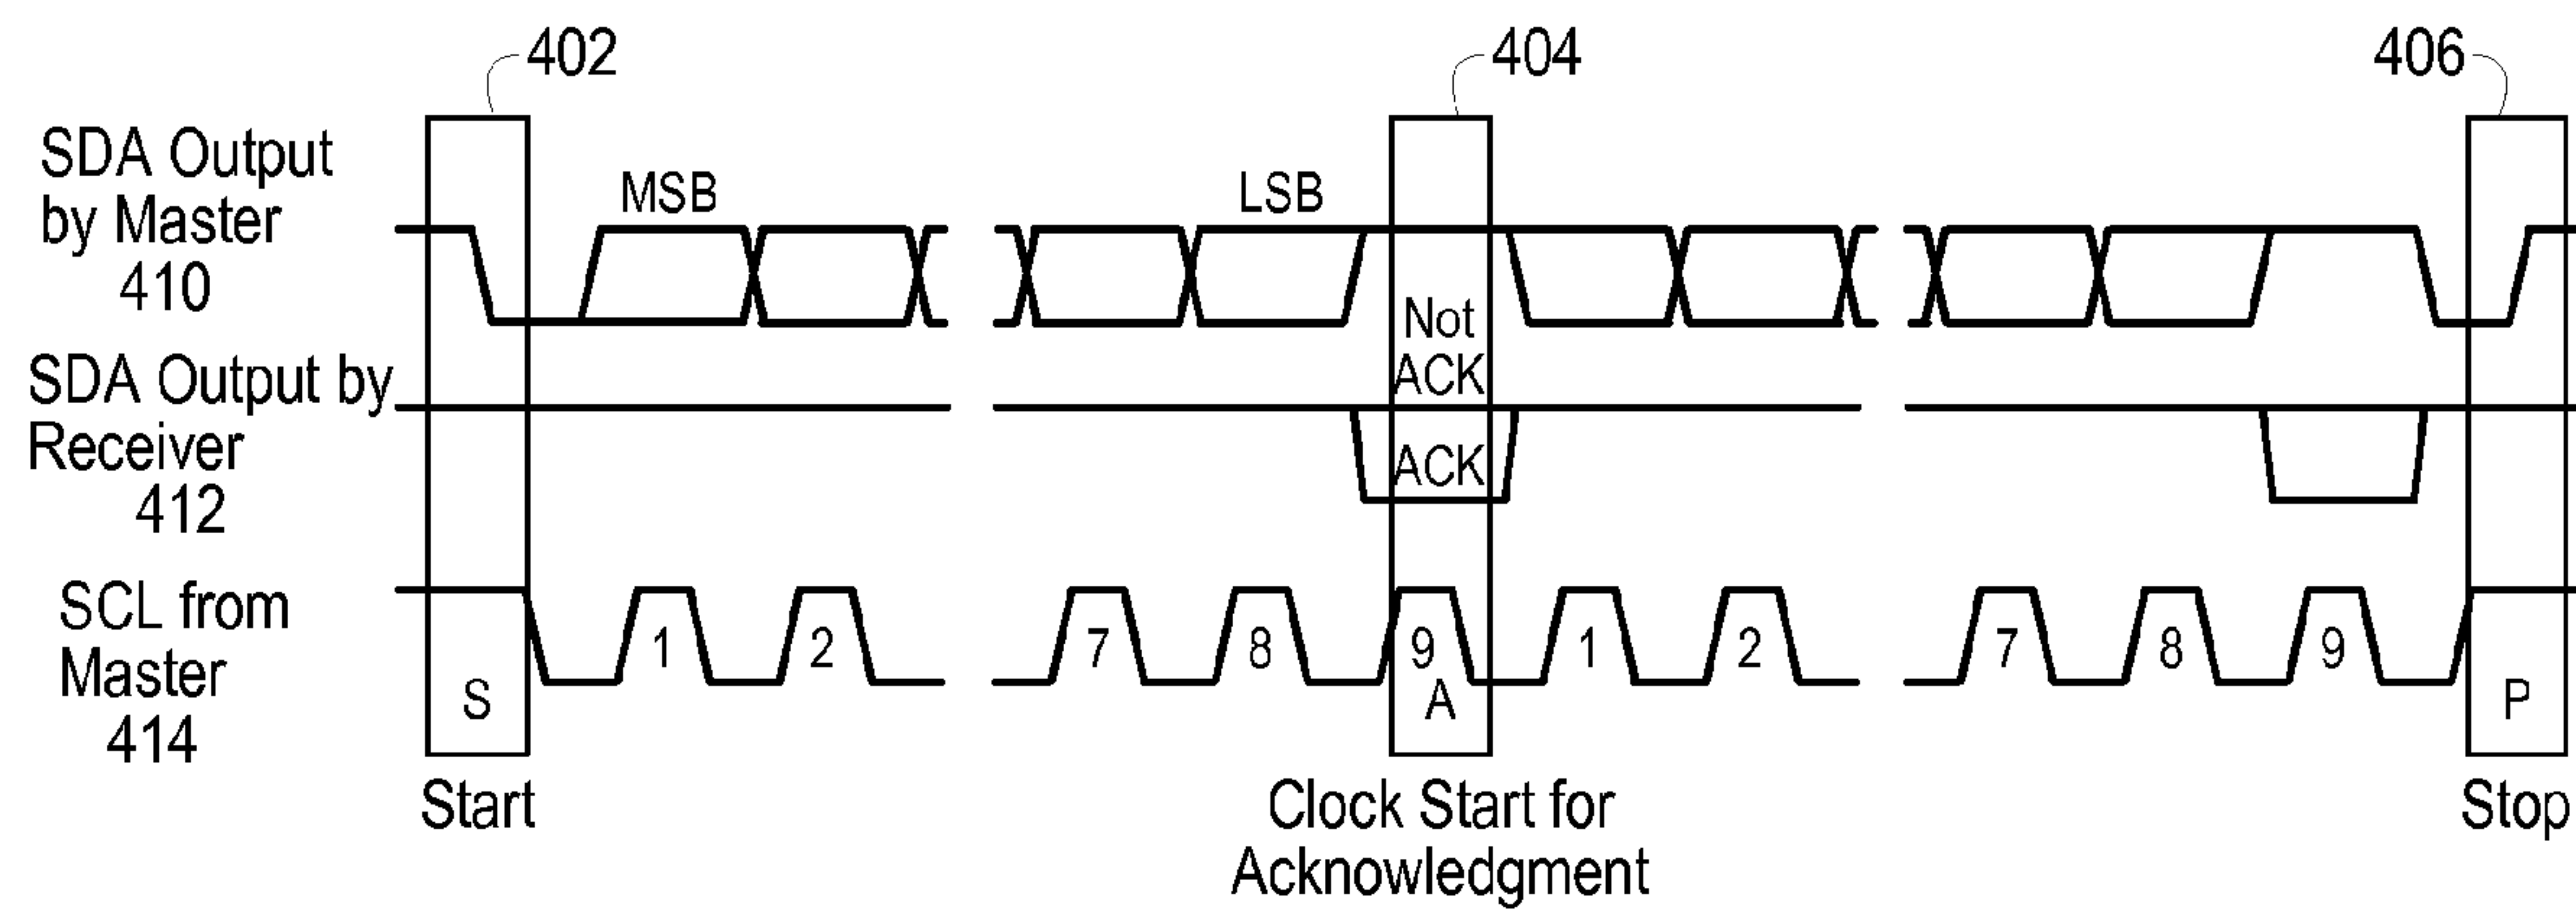 402
404
406
SDA Output
by Master
410
MSB
LSB
Not
ACK
SDA Output by
Receiver
412
ACK
SCL from
Master
414
S
1
2
7
8
9
A
1
2
7
8
9
P
Start
Clock Start for
Acknowledgment
Stop